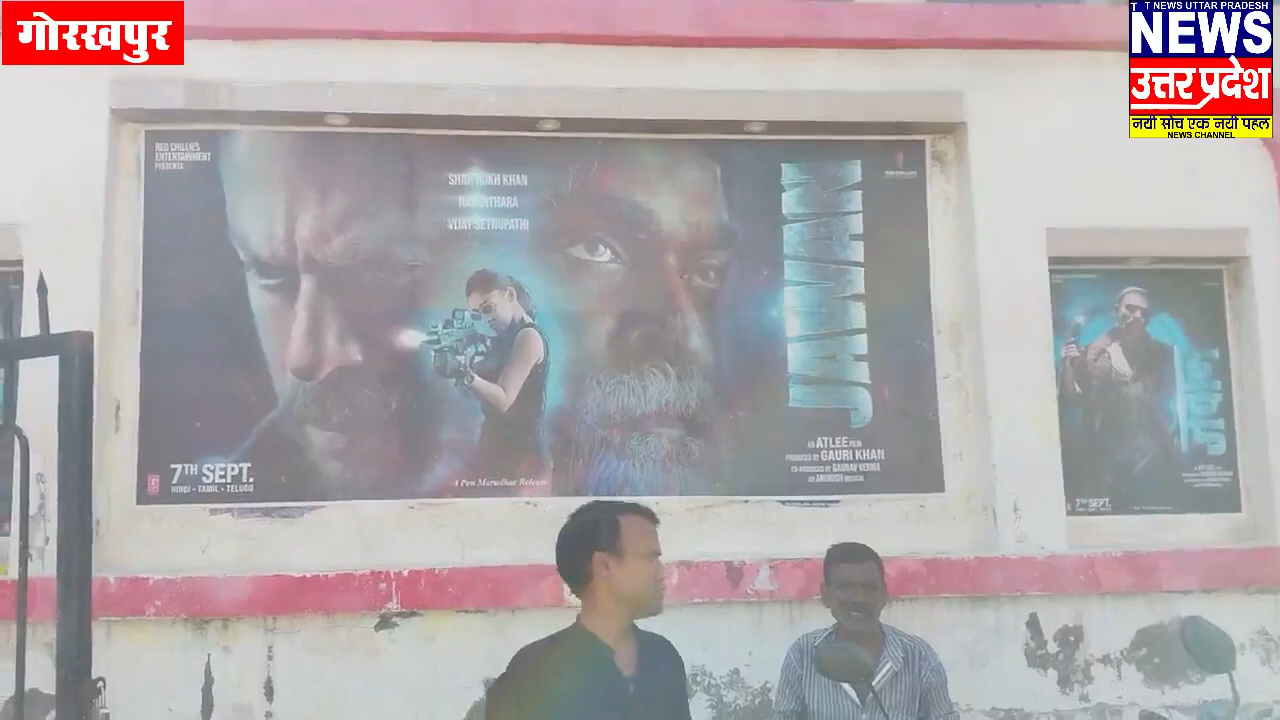 गोरखपुर
T T NEWS UTTAR PRADESH
NEWS
उत्तर प्रदेश
नयी सोच एक नयी पहल
NEWS CHANNEL
RED CHILLIES
ENTERTAINMENT
PRESENTS
SHAH RUKH KHAN
NAYANTHARA
VIJAY SETHUPATHI
JAWAN
AN ATLEE FILM
PRODUCED BY GAURI KHAN
CO-PRODUCED BY GAURAV VERMA
AN ANIRUDH MUSICAL
7TH SEPT.
HINDI - TAMIL - TELUGU
A Pen Marudhar Release
जवान
7TH SEPT.